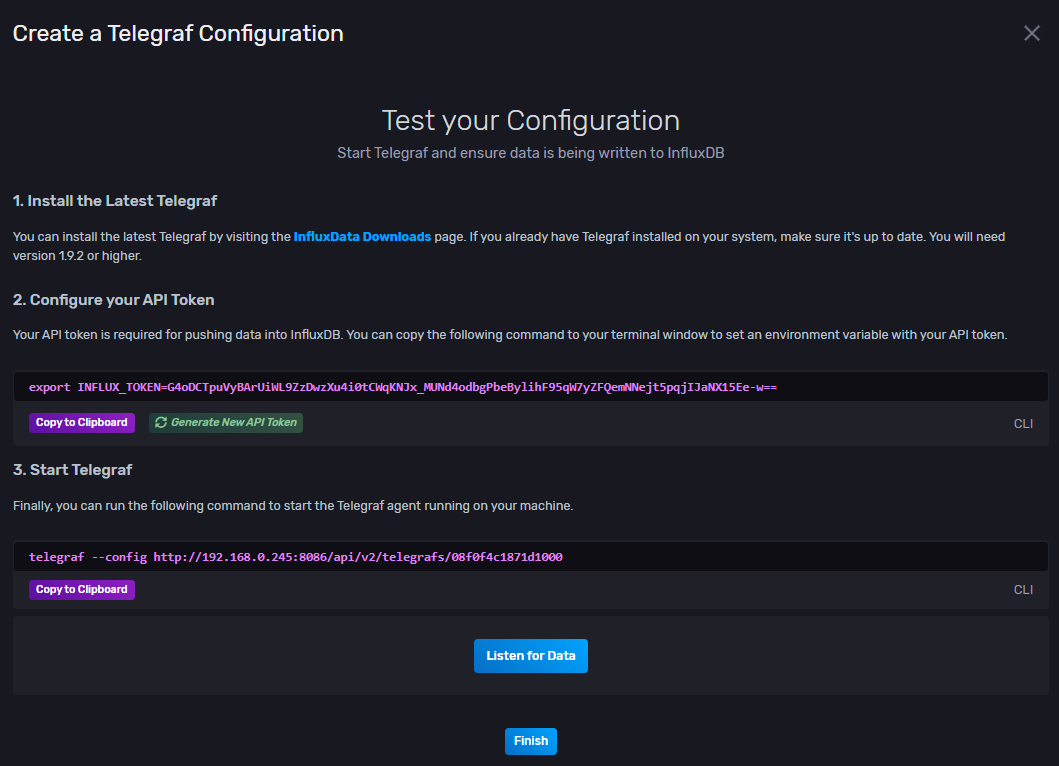 Create a Telegraf Configuration
Test your Configuration
Start Telegraf and ensure data is being written to InfluxDB
1. Install the Latest Telegraf
You can install the latest Telegraf by visiting the InfluxData Downloads page. If you already have Telegraf installed on your system, make sure it's up to date. You will need
version 1.9.2 or higher.
2. Configure your API Token
Your API token is required for pushing data into InfluxDB. You can copy the following command to your terminal window to set an environment variable with your API token.
export INFLUX_TOKEN=G4oDCTpuVyBArUiWL9ZzDwzXu4i0tCWqKNJx_MUNd4odbgPbeBylihF95qW7yZFQemNNejt5pqjIJaNX15Ee-w==
Copy to Clipboard
Generate New API Token
CLI
3. Start Telegraf
Finally, you can run the following command to start the Telegraf agent running on your machine.
telegraf --config http://192.168.0.245:8086/api/v2/telegrafs/08f0f4c1871d1000
Copy to Clipboard
CLI
Listen for Data
Finish